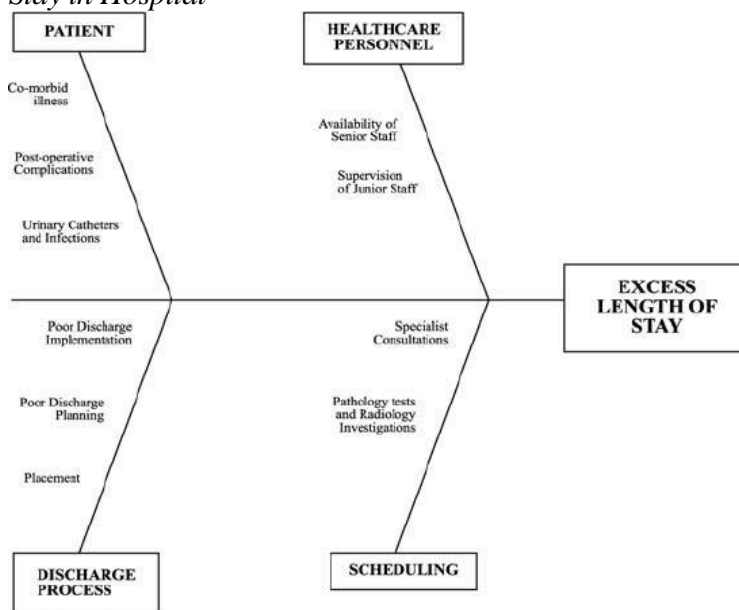 Stay in Hospital
PATIENT
HEALTHCARE
PERSONNEL
Co-morbid
illness
Post-operative
Complications
Urinary Catheters
and Infections
Availability of
Senior Staff
Supervision
of Junior Staff
EXCESS
LENGTH OF
STAY
Poor Discharge
Implementation
Poor Discharge
Planning
Placement
Specialist
Consultations
Pathology tests
and Radiology
Investigations
DISCHARGE
PROCESS
SCHEDULING